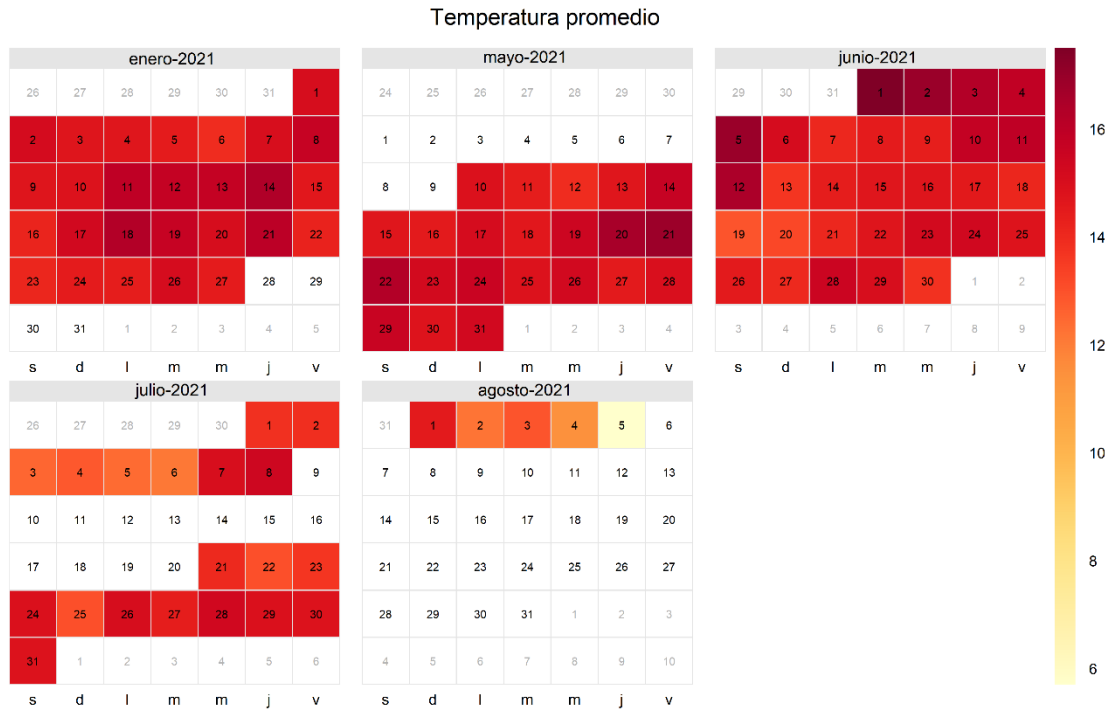 Temperatura promedio
enero-2021
26 27 28 29 30 31 1
2 3 4 5 6 7 8
9 10 11 12 13 14 15
16 17 18 19 20 21 22
23 24 25 26 27 28 29
30 31 1 2 3 4 5
s d l m m j v
mayo-2021
24 25 26 27 28 29 30
1 2 3 4 5 6 7
8 9 10 11 12 13 14
15 16 17 18 19 20 21
22 23 24 25 26 27 28
29 30 31 1 2 3 4
s d l m m j v
junio-2021
29 30 31 1 2 3 4
5 6 7 8 9 10 11
12 13 14 15 16 17 18
19 20 21 22 23 24 25
26 27 28 29 30 1 2
3 4 5 6 7 8 9
s d l m m j v
julio-2021
26 27 28 29 30 1 2
3 4 5 6 7 8 9
10 11 12 13 14 15 16
17 18 19 20 21 22 23
24 25 26 27 28 29 30
31 1 2 3 4 5 6
s d l m m j v
agosto-2021
31 1 2 3 4 5 6
7 8 9 10 11 12 13
14 15 16 17 18 19 20
21 22 23 24 25 26 27
28 29 30 31 1 2 3
4 5 6 7 8 9 10
s d l m m j v
16
14
12
10
8
6